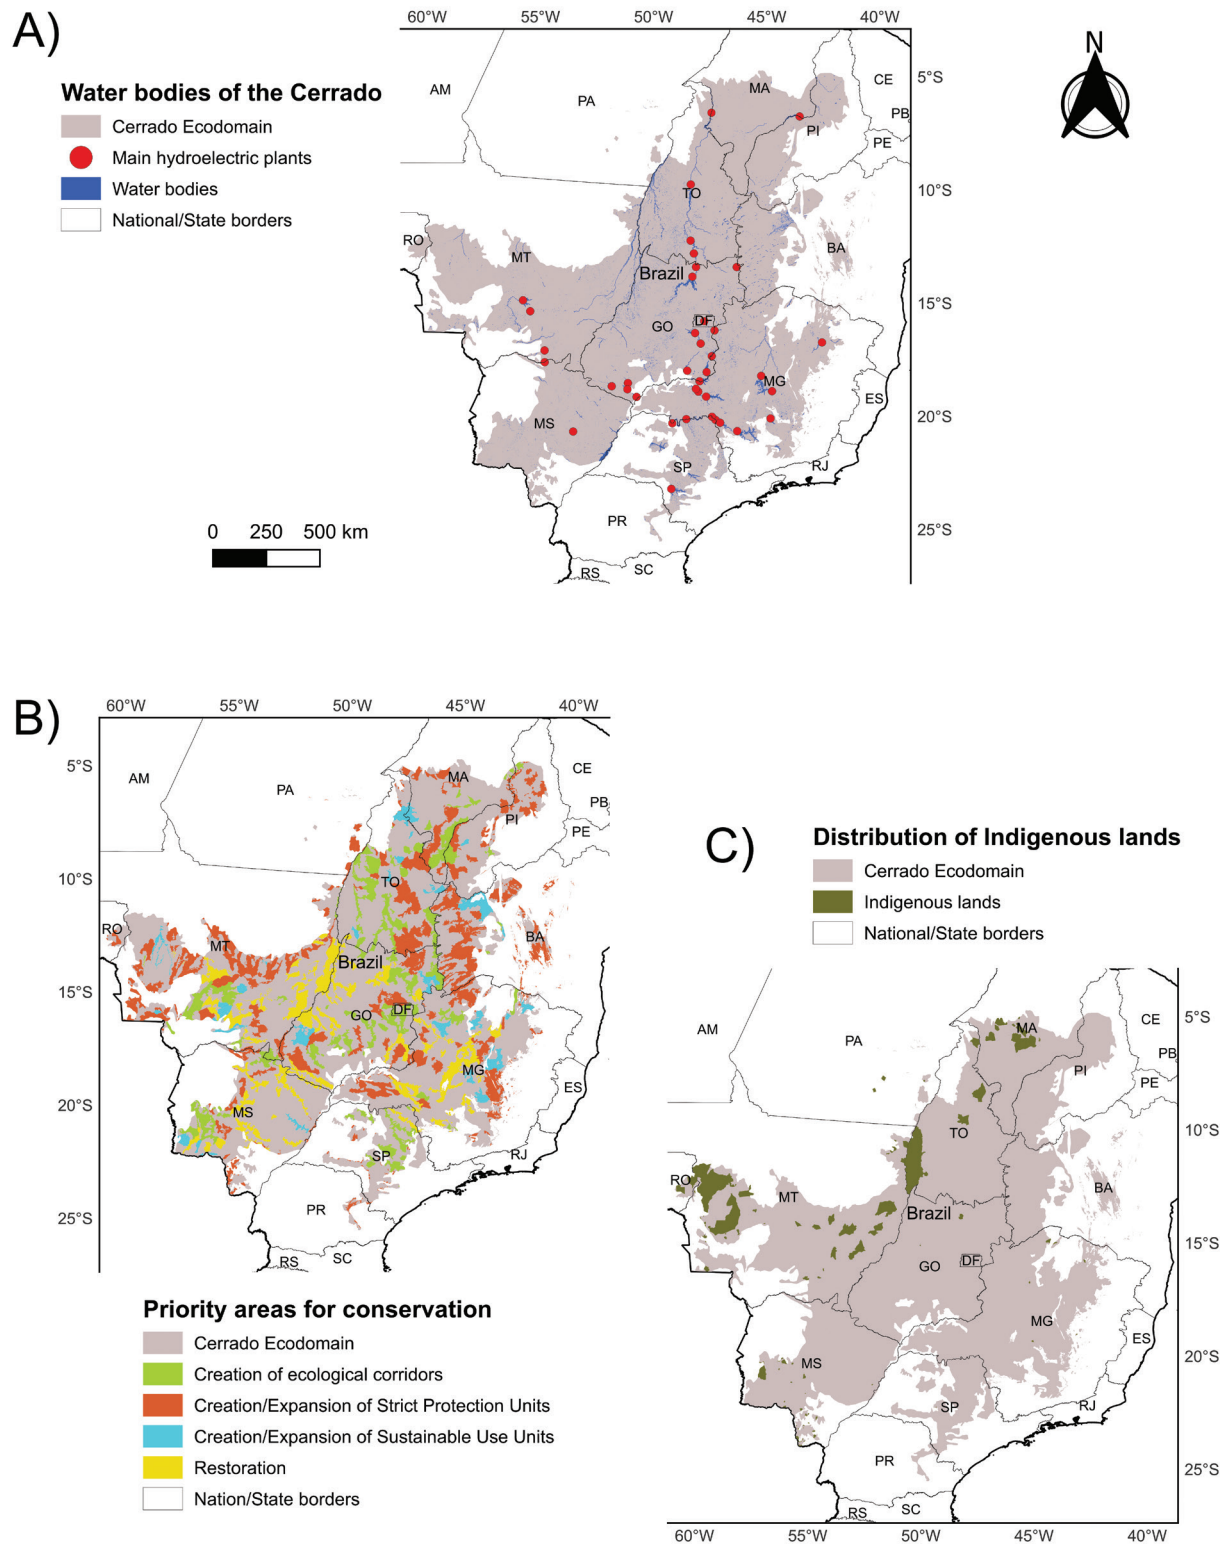 A)
60°W 55°W 50°W 45°W 40°W
N
Water bodies of the Cerrado
Cerrado Ecodomain
Main hydroelectric plants
Water bodies
National/State borders
5°S
10°S
15°S
20°S
25°S
AM
PA
MA
CE
PB
PI
PE
TO
RO
MT
BA
Brazil
GO
DF
MG
ES
MS
SP
RJ
PR
RS
SC
0 250 500 km
B)
60°W 55°W 50°W 45°W 40°W
5°S
10°S
15°S
20°S
25°S
AM
PA
MA
CE
PB
PI
PE
TO
RO
MT
BA
Brazil
GO
DF
MG
ES
MS
SP
RJ
PR
RS
SC
Priority areas for conservation
Cerrado Ecodomain
Creation of ecological corridors
Creation/Expansion of Strict Protection Units
Creation/Expansion of Sustainable Use Units
Restoration
Nation/State borders
C)
Distribution of Indigenous lands
Cerrado Ecodomain
Indigenous lands
National/State borders
5°S
10°S
15°S
20°S
25°S
AM
PA
MA
CE
PB
PI
PE
TO
RO
MT
BA
Brazil
GO
DF
MG
ES
MS
SP
RJ
PR
RS
SC
60°W 55°W 50°W 45°W 40°W